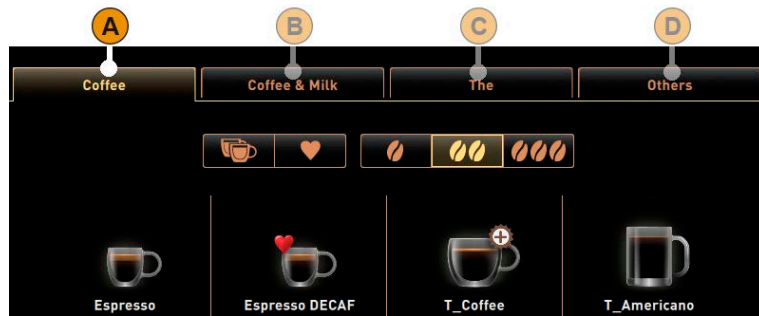 A B C D
Coffee Coffee & Milk The Others
Espresso Espresso DECAF T_Coffee T_Americano